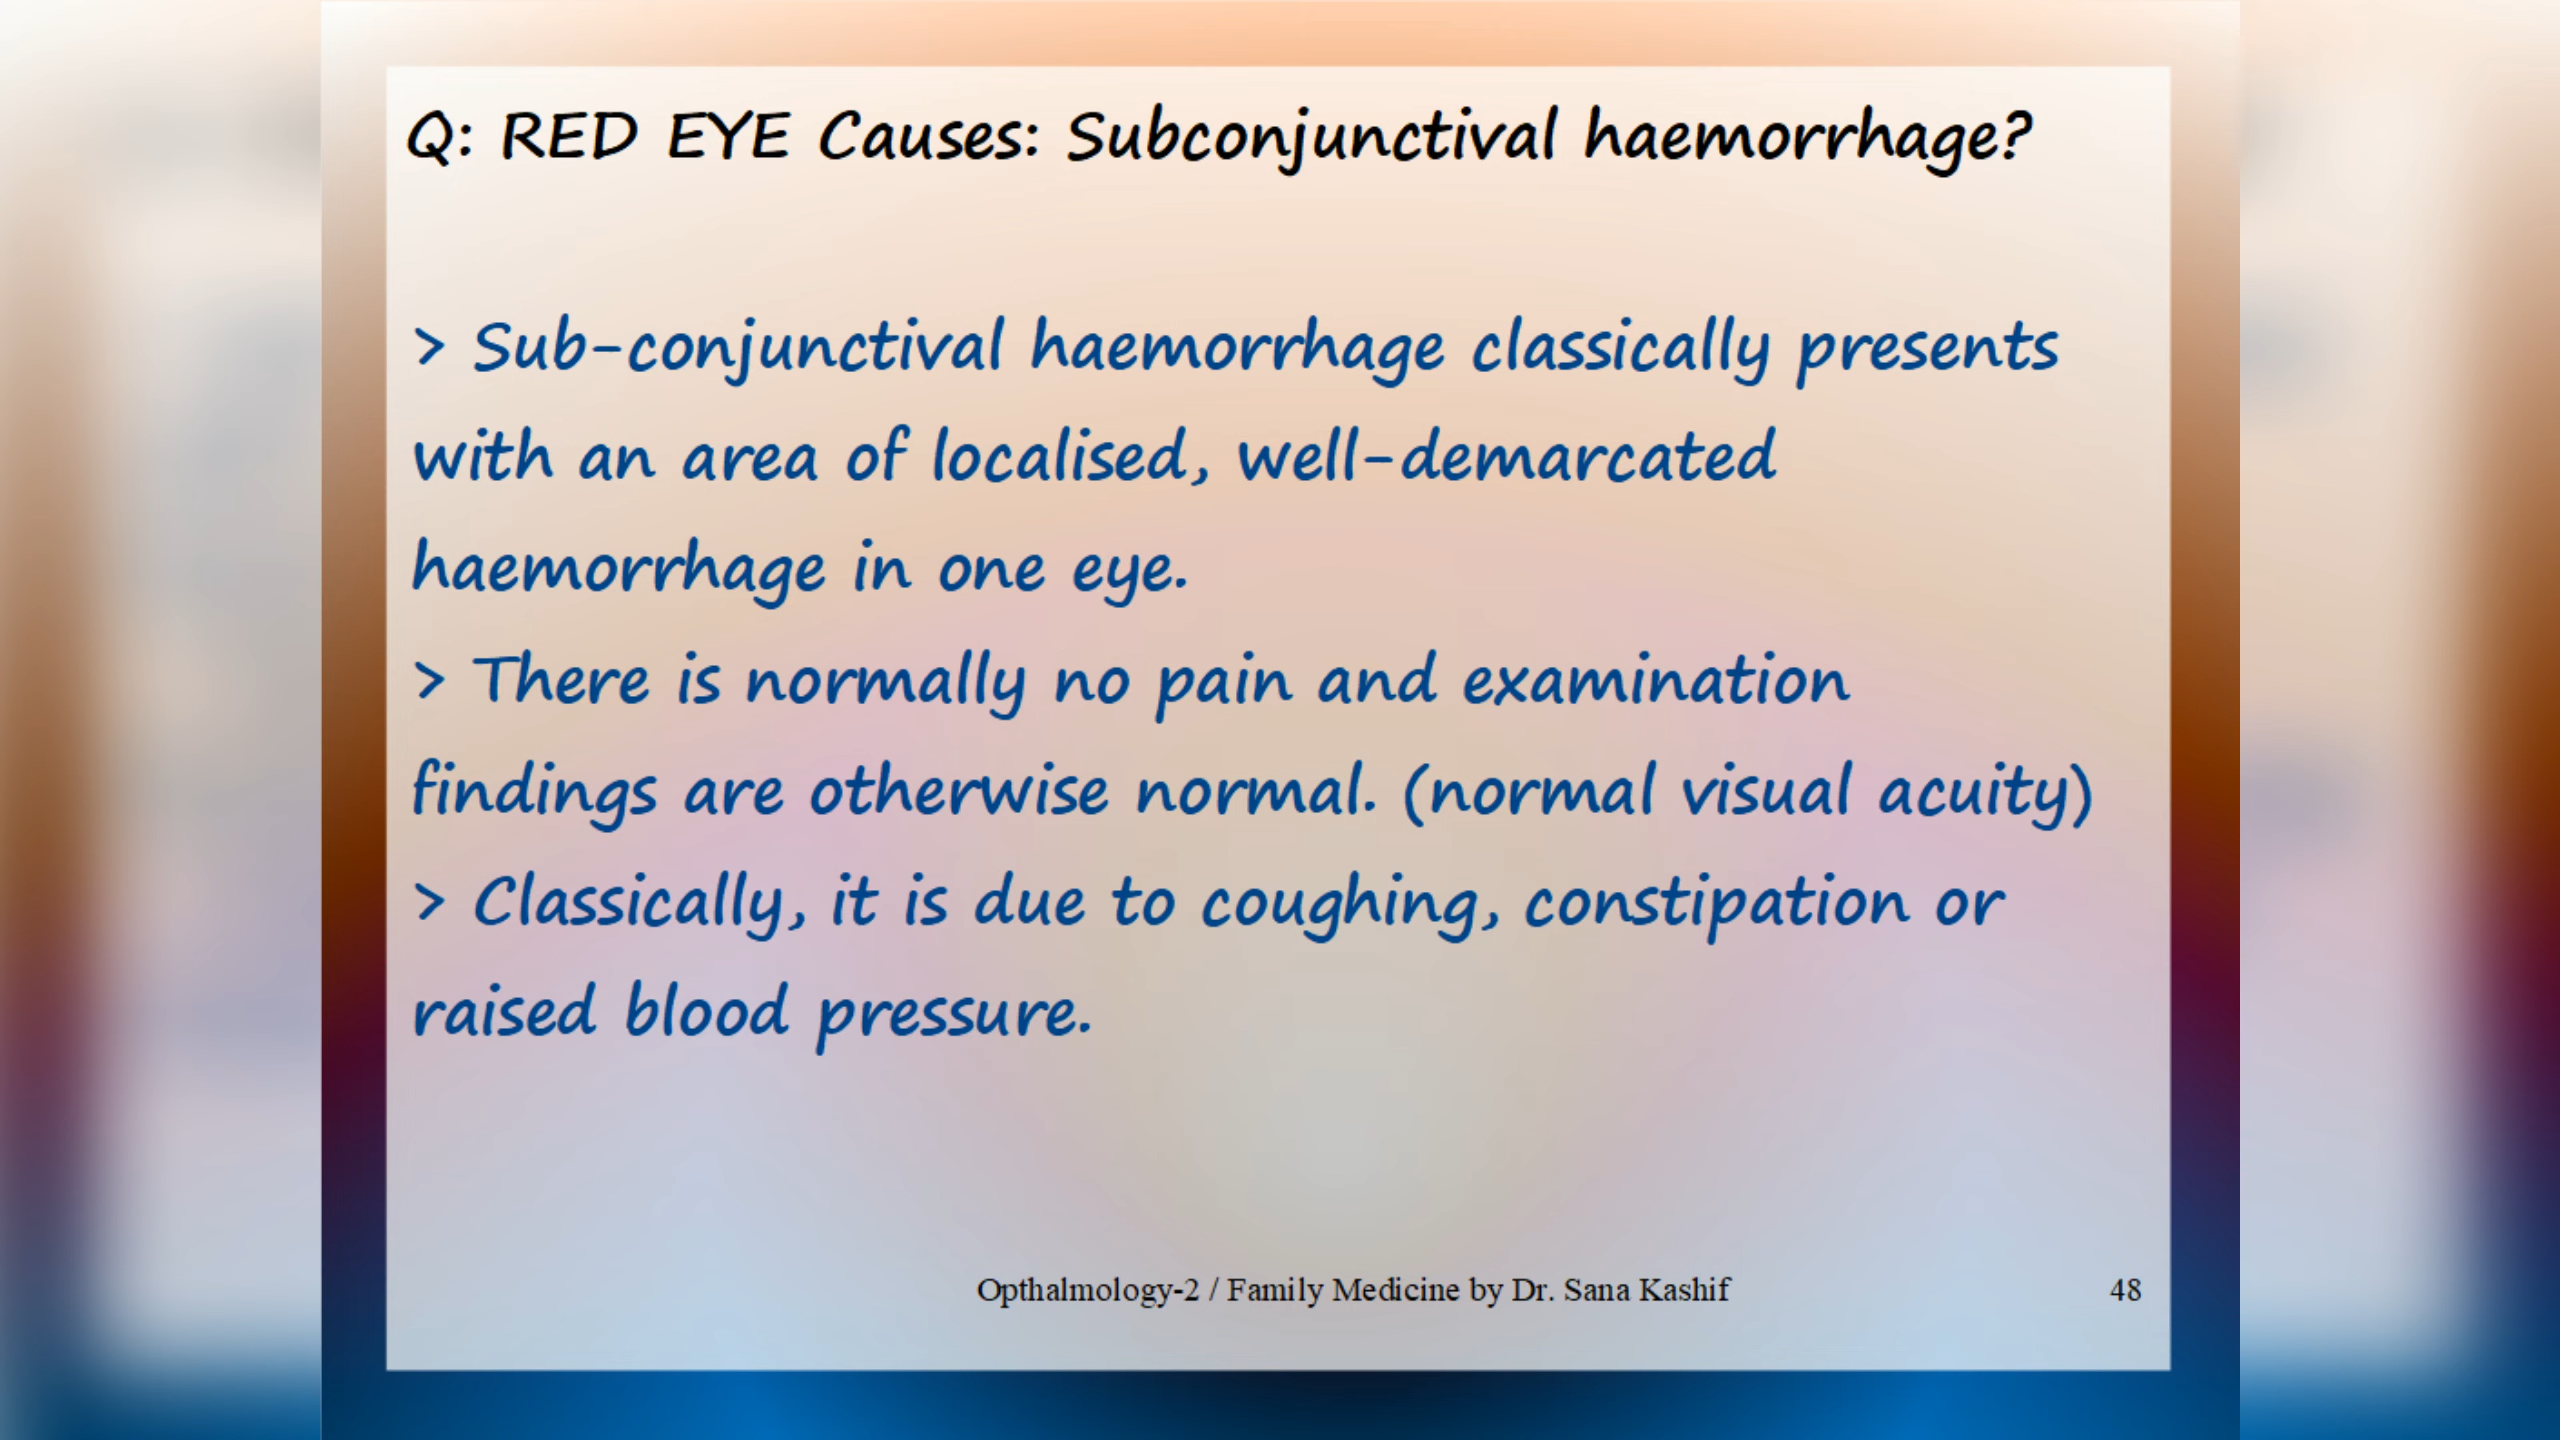 Q: RED EYE Causes: Subconjunctival haemorrhage?
> Sub-conjunctival haemorrhage classically presents
with an area of localised, well-demarcated
haemorrhage in one eye.
> There is normally no pain and examination
findings are otherwise normal. (normal visual acuity)
> Classically, it is due to coughing, constipation or
raised blood pressure.
Opthalmology-2 / Family Medicine by Dr. Sana Kashif
48